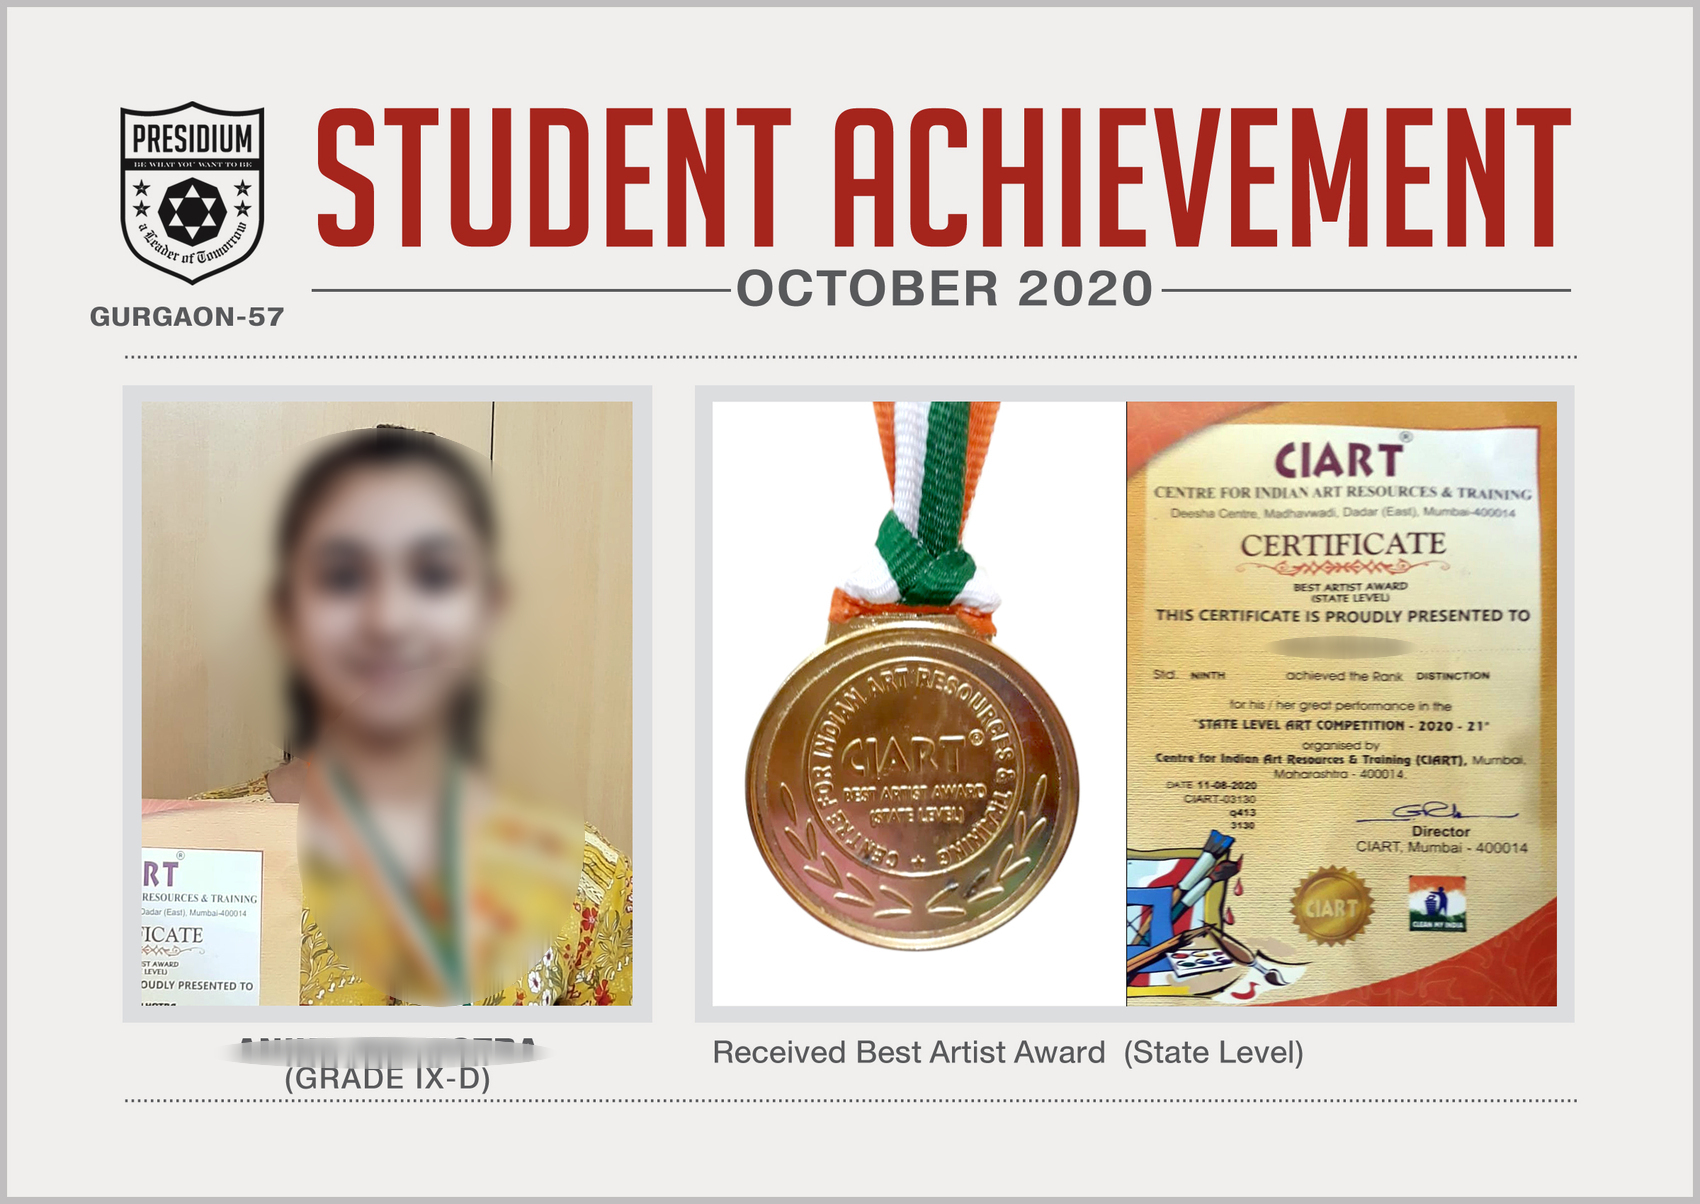 PRESIDIUM
BE WHAT YOU WANT TO BE
a Leader of Tomorrow
GURGAON-57
STUDENT ACHIEVEMENT
OCTOBER 2020
RT®
RESOURCES & TRAINING
Dadar (East), Mumbai-400014
ICATE
ST AWARD
LEVEL)
OUDLY PRESENTED TO
(GRADE IX-D)
CENTRE FOR INDIAN ART RESOURCES & TRAINING
CIART®
BEST ARTIST AWARD
(STATE LEVEL)
CIART®
CENTRE FOR INDIAN ART RESOURCES & TRAINING
Deesha Centre, Madhavwadi, Dadar (East), Mumbai-400014
CERTIFICATE
BEST ARTIST AWARD
(STATE LEVEL)
THIS CERTIFICATE IS PROUDLY PRESENTED TO
Std. NINTH achieved the Rank DISTINCTION
for his / her great performance in the
"STATE LEVEL ART COMPETITION - 2020 - 21"
organised by
Centre for Indian Art Resources & Training (CIART), Mumbai,
Maharashtra - 400014.
DATE 11-08-2020
CIART-03130
q413
3130
Director
CIART, Mumbai - 400014
CIART
CLEAN MY INDIA
Received Best Artist Award (State Level)